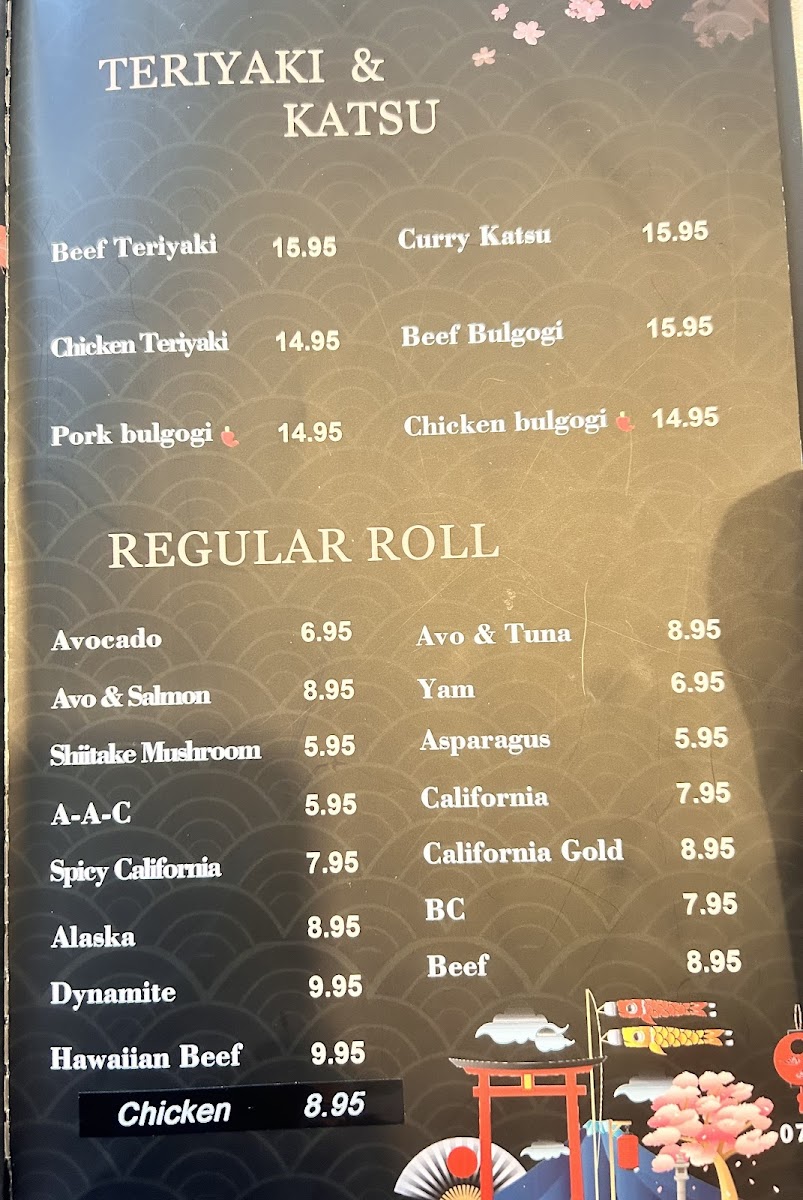 TERIYAKI &
KATSU
Beef Teriyaki 15.95
Chicken Teriyaki 14.95
Pork bulgogi 14.95
Curry Katsu 15.95
Beef Bulgogi 15.95
Chicken bulgogi 14.95
REGULAR ROLL
Avocado 6.95
Avo & Salmon 8.95
Shiitake Mushroom 5.95
A-A-C 5.95
Spicy California 7.95
Alaska 8.95
Dynamite 9.95
Hawaiian Beef 9.95
Chicken 8.95
Avo & Tuna 8.95
Yam 6.95
Asparagus 5.95
California 7.95
California Gold 8.95
BC 7.95
Beef 8.95
07